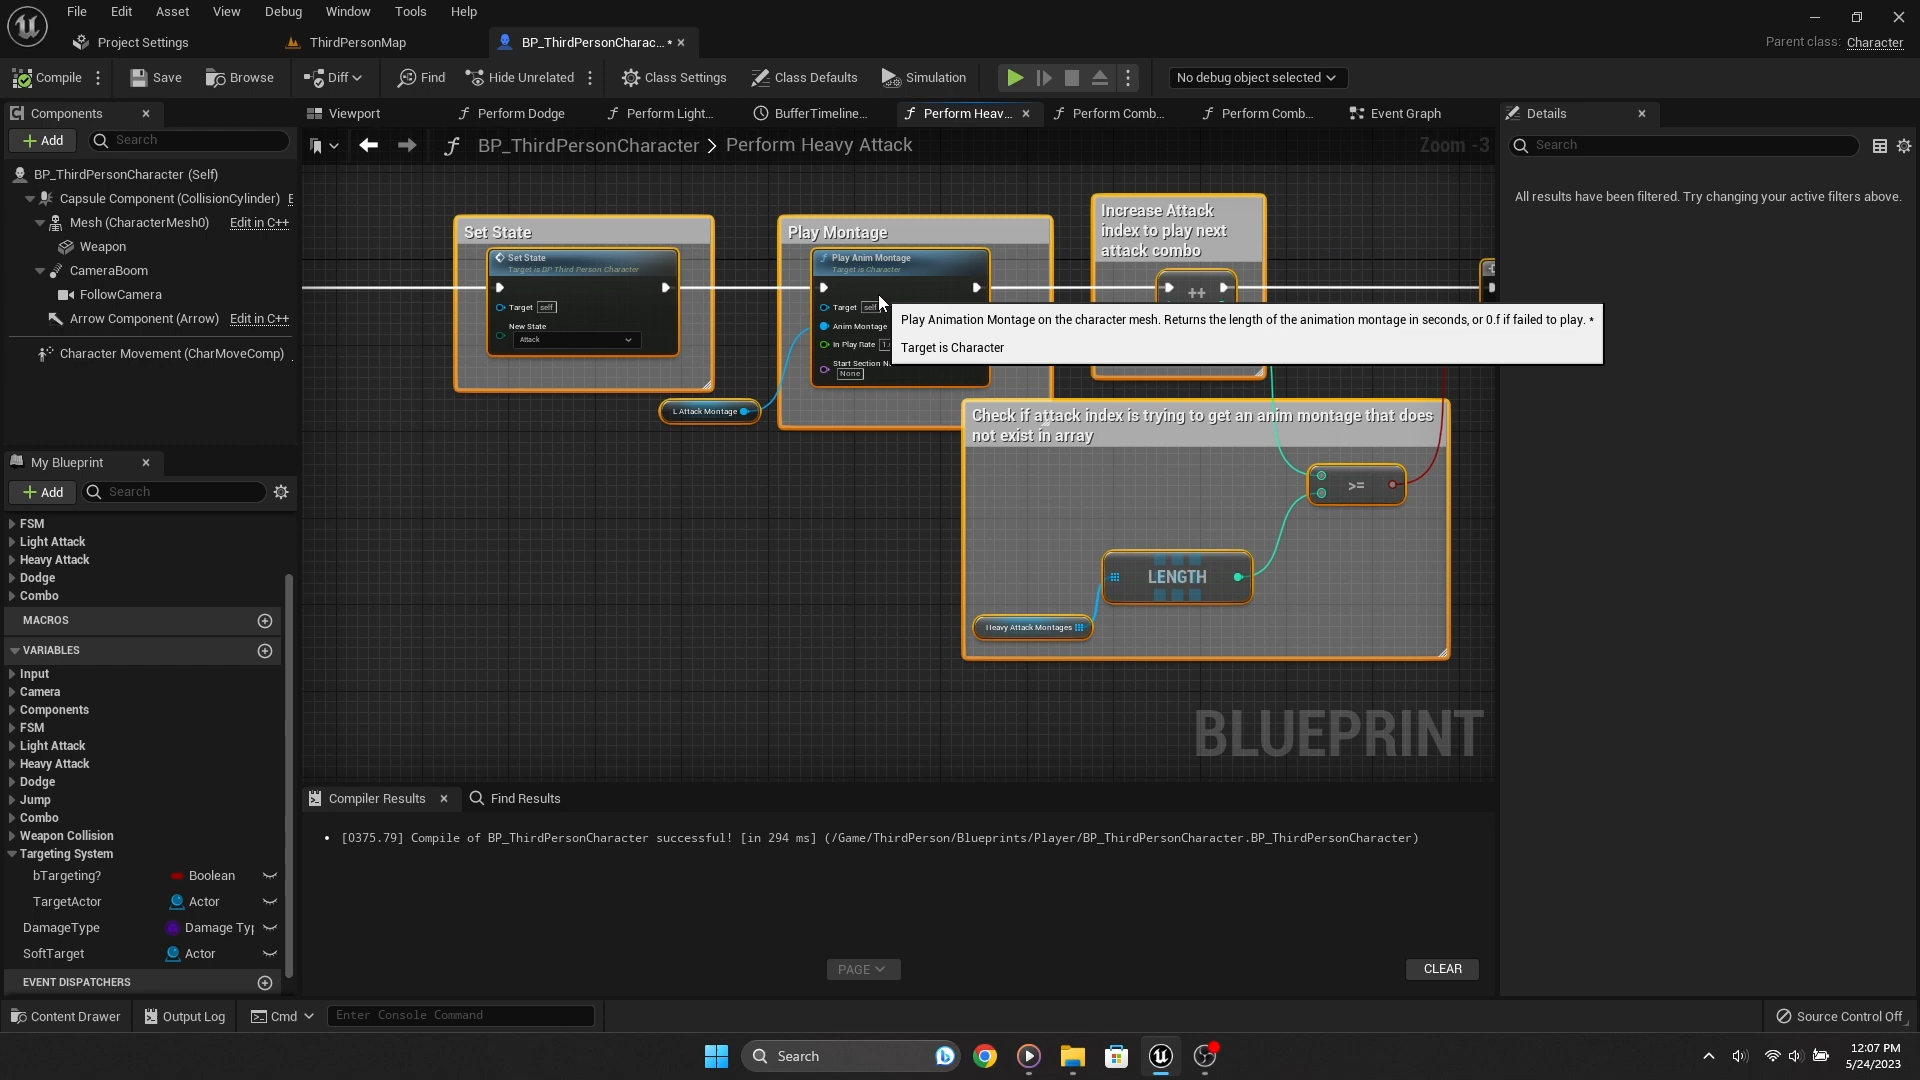 File Edit Asset View Debug Window Tools Help
Project Settings
ThirdPersonMap
BP_ThirdPersonCharac... *
Parent class: Character
Compile
Save
Browse
Diff
Find
Hide Unrelated
Class Settings
Class Defaults
Simulation
No debug object selected
Components
Viewport
Perform Dodge
Perform Light...
BufferTimeline...
Perform Heav...
Perform Comb...
Perform Comb...
Event Graph
Details
Add
Search
BP_ThirdPersonCharacter > Perform Heavy Attack
Zoom -3
Search
All results have been filtered. Try changing your active filters above.
BP_ThirdPersonCharacter (Self)
Capsule Component (CollisionCylinder)
Mesh (CharacterMesh0) Edit in C++
Weapon
CameraBoom
FollowCamera
Arrow Component (Arrow) Edit in C++
Character Movement (CharMoveComp)
My Blueprint
Add
Search
FSM
Light Attack
Heavy Attack
Dodge
Combo
MACROS
VARIABLES
Input
Camera
Components
FSM
Light Attack
Heavy Attack
Dodge
Jump
Combo
Weapon Collision
Targeting System
bTargeting? Boolean
TargetActor Actor
DamageType Damage Typ
SoftTarget Actor
EVENT DISPATCHERS
Set State
Set State
Target is BP Third Person Character
Target self
New State
Attack
L Attack Montage
Play Montage
Play Anim Montage
Target is Character
Target self
Anim Montage
In Play Rate 1.
Start Section N
None
Increase Attack
index to play next
attack combo
++
Play Animation Montage on the character mesh. Returns the length of the animation montage in seconds, or 0.f if failed to play. *
Target is Character
Check if attack index is trying to get an anim montage that does
not exist in array
>=
LENGTH
Heavy Attack Montages
BLUEPRINT
Compiler Results
Find Results
• [0375.79] Compile of BP_ThirdPersonCharacter successful! [in 294 ms] (/Game/ThirdPerson/Blueprints/Player/BP_ThirdPersonCharacter.BP_ThirdPersonCharacter)
PAGE
CLEAR
Content Drawer
Output Log
Cmd
Enter Console Command
Source Control Off
Search
12:07 PM
5/24/2023